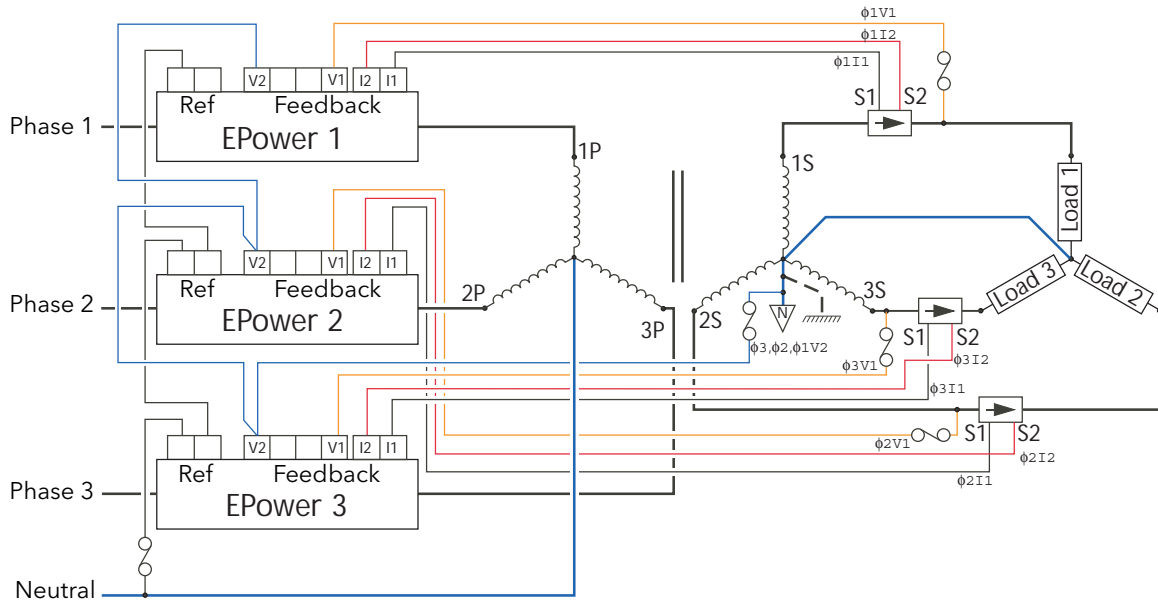 ϕ1V1
ϕ1I2
ϕ1I1
V2 V1 I2 I1
Ref Feedback
EPower 1
Phase 1
S1 S2
1P
1S
Load 1
V2 V1 I2 I1
Ref Feedback
EPower 2
Phase 2
2P
3P
2S
3S
N
Load 3
Load 2
S1 S2
ϕ3,ϕ2,ϕ1V2
ϕ3V1
ϕ3I2
ϕ3I1
V2 V1 I2 I1
Ref Feedback
EPower 3
Phase 3
S1 S2
ϕ2V1
ϕ2I2
ϕ2I1
Neutral